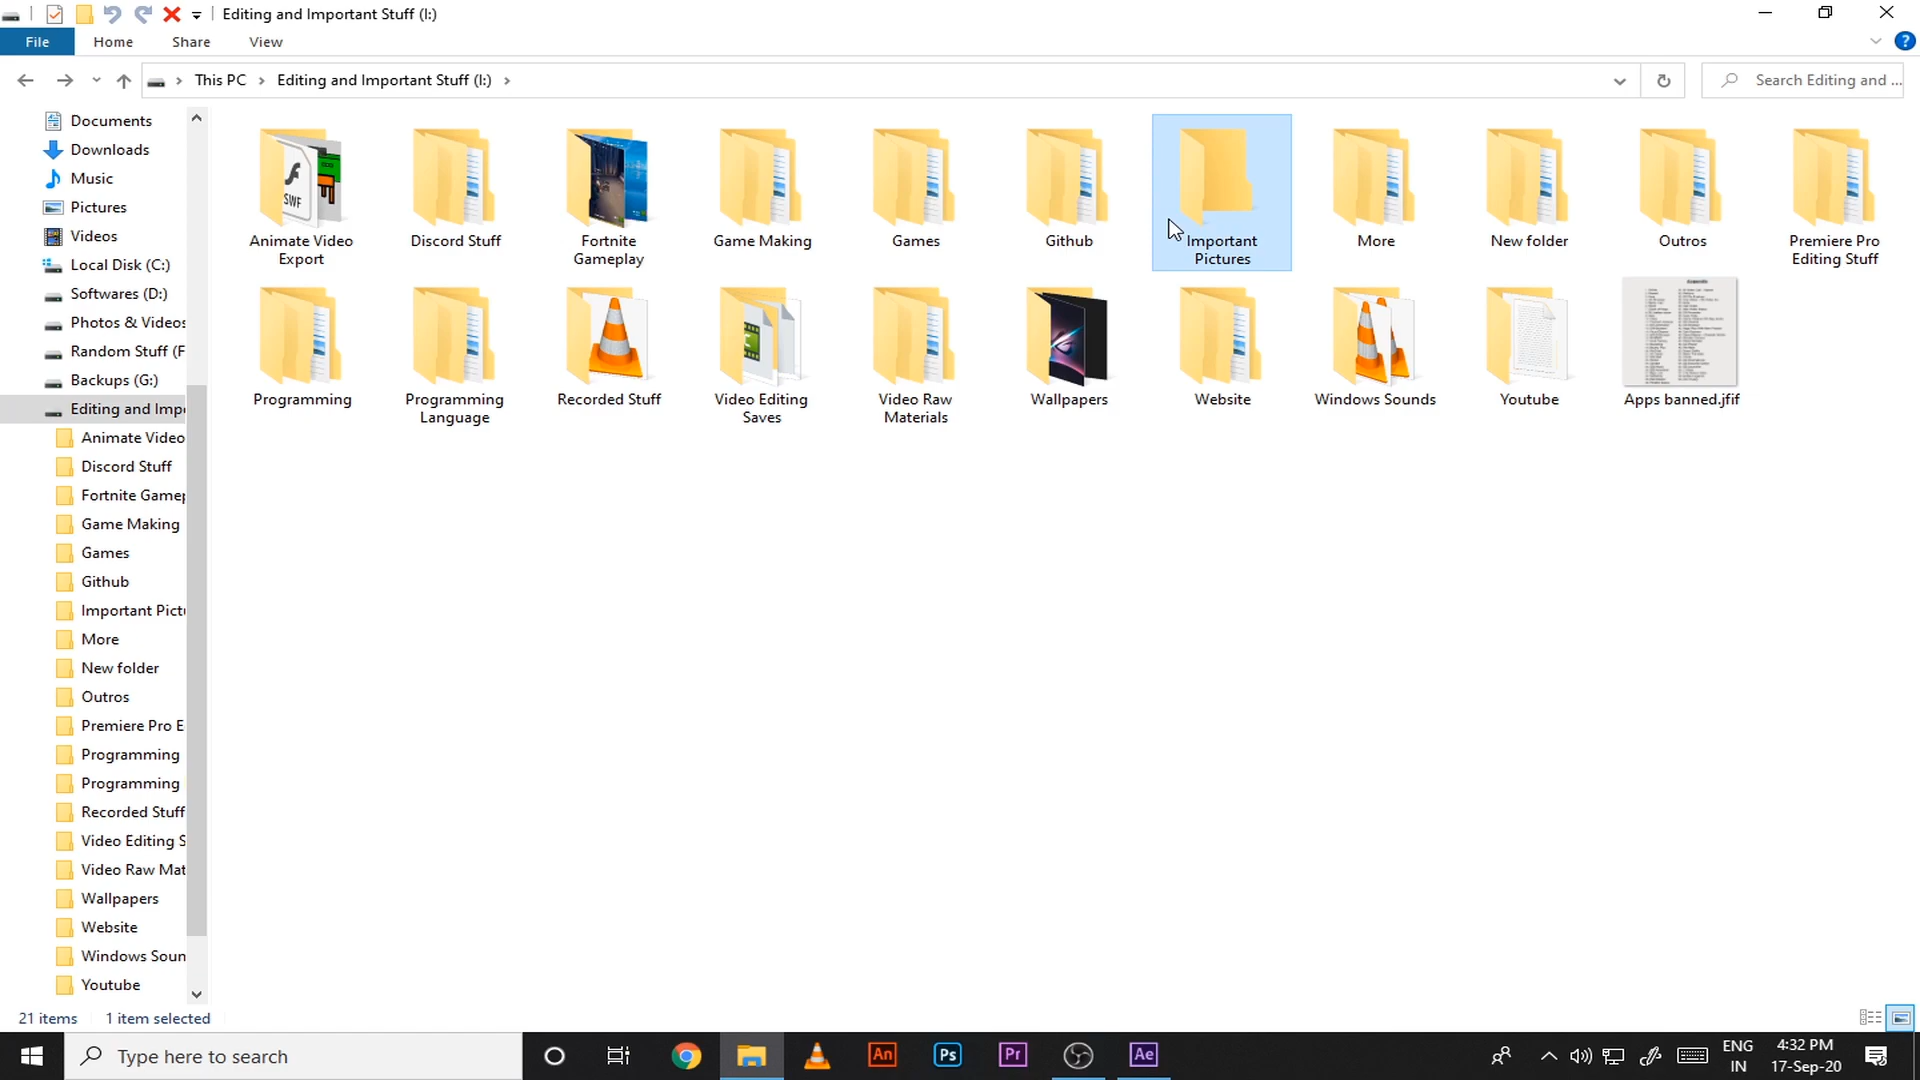 Editing and Important Stuff (I:)
File Home Share View
This PC Editing and Important Stuff (I:)
Search Editing and ...
Documents
Downloads
Music
Pictures
Videos
Local Disk (C:)
Softwares (D:)
Photos & Videos
Random Stuff (F
Backups (G:)
Editing and Impo
Animate Video
Discord Stuff
Fortnite Gamep
Game Making
Games
Github
Important Pictu
More
New folder
Outros
Premiere Pro E
Programming
Programming
Recorded Stuff
Video Editing S
Video Raw Mat
Wallpapers
Website
Windows Soun
Youtube
SWF
Animate Video
Export
Discord Stuff
Fortnite
Gameplay
Game Making
Games
Github
Important
Pictures
More
New folder
Outros
Premiere Pro
Editing Stuff
Programming
Programming
Language
Recorded Stuff
Video Editing
Saves
Video Raw
Materials
Wallpapers
Website
Windows Sounds
Youtube
Apps banned.jfif
21 items 1 item selected
Type here to search
An
Ps
Pr
Ae
ENG
IN
4:32 PM
17-Sep-20